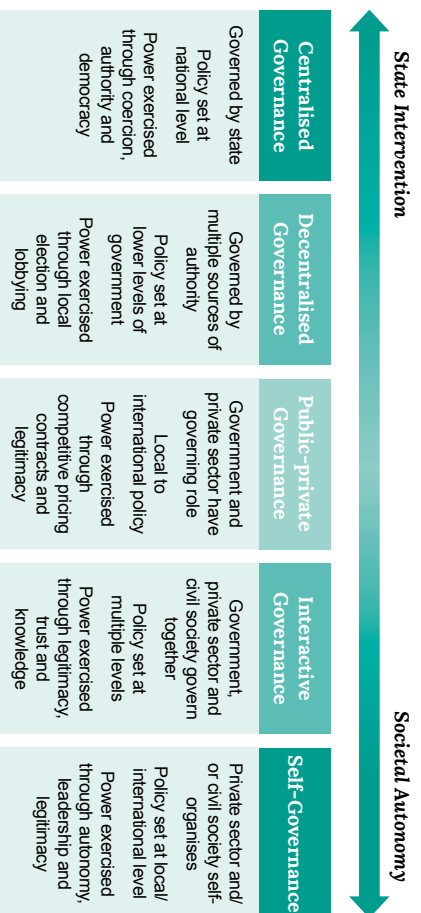 State Intervention
Societal Autonomy
Centralised
Governance
Governed by state
Policy set at
national level
Power exercised
through coercion,
authority and
democracy
Decentralised
Governance
Governed by
multiple sources of
authority
Policy set at
lower levels of
government
Power exercised
through local
election and
lobbying
Public-private
Governance
Government and
private sector have
governing role
Local to
international policy
Power exercised
through
competitive pricing
contracts and
legitimacy
Interactive
Governance
Government,
private sector and
civil society govern
together
Policy set at
multiple levels
Power exercised
through legitimacy,
trust and
knowledge
Self-Governance
Private sector and/
or civil society self-
organises
Policy set at local/
international level
Power exercised
through autonomy,
leadership and
legitimacy